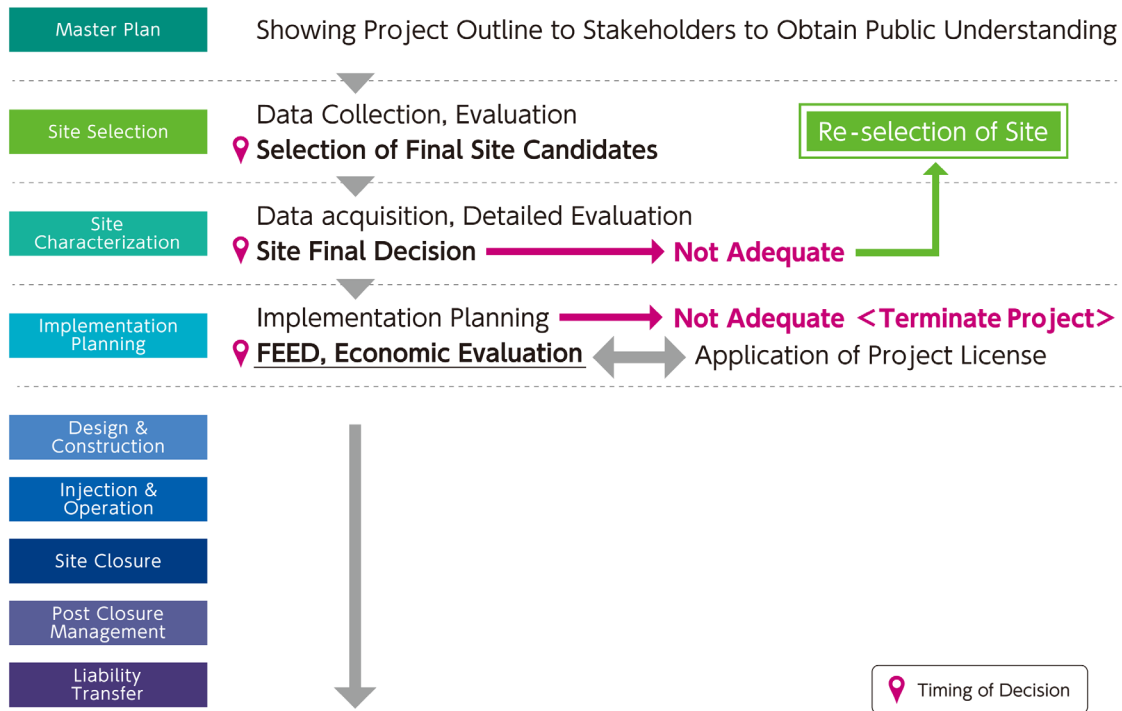 Master Plan
Showing Project Outline to Stakeholders to Obtain Public Understanding
Site Selection
Data Collection, Evaluation
Selection of Final Site Candidates
Re-selection of Site
Site
Characterization
Data acquisition, Detailed Evaluation
Site Final Decision
Not Adequate
Implementation
Planning
Implementation Planning
Not Adequate <Terminate Project>
FEED, Economic Evaluation
Application of Project License
Design &
Construction
Injection &
Operation
Site Closure
Post Closure
Management
Liability
Transfer
Timing of Decision